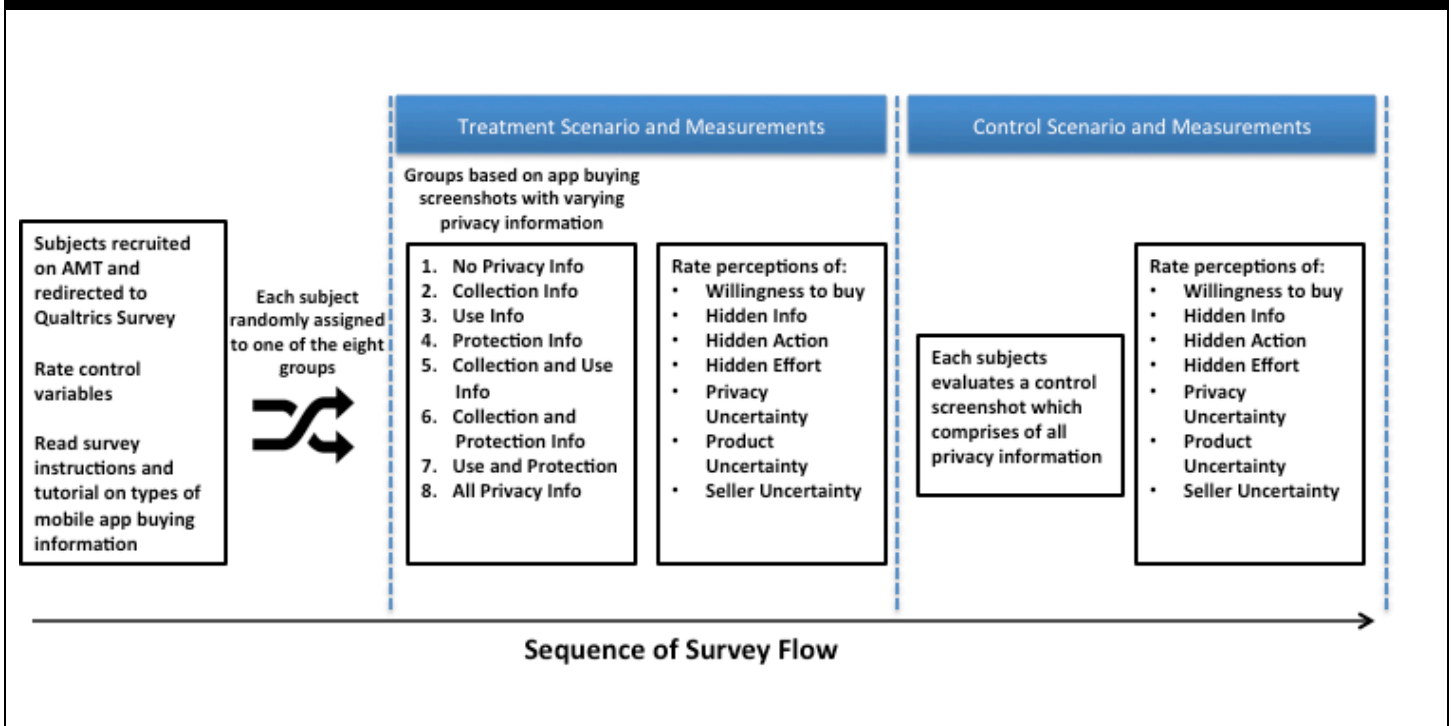 Treatment Scenario and Measurements
Control Scenario and Measurements
Groups based on app buying
screenshots with varying
privacy information
Subjects recruited
on AMT and
redirected to
Qualtrics Survey
Rate control
variables
Read survey
instructions and
tutorial on types of
mobile app buying
information
Each subject
randomly assigned
to one of the eight
groups
1. No Privacy Info
2. Collection Info
3. Use Info
4. Protection Info
5. Collection and Use
Info
6. Collection and
Protection Info
7. Use and Protection
8. All Privacy Info
Rate perceptions of:
• Willingness to buy
• Hidden Info
• Hidden Action
• Hidden Effort
• Privacy
Uncertainty
• Product
Uncertainty
• Seller Uncertainty
Each subjects
evaluates a control
screenshot which
comprises of all
privacy information
Rate perceptions of:
• Willingness to buy
• Hidden Info
• Hidden Action
• Hidden Effort
• Privacy
Uncertainty
• Product
Uncertainty
• Seller Uncertainty
Sequence of Survey Flow